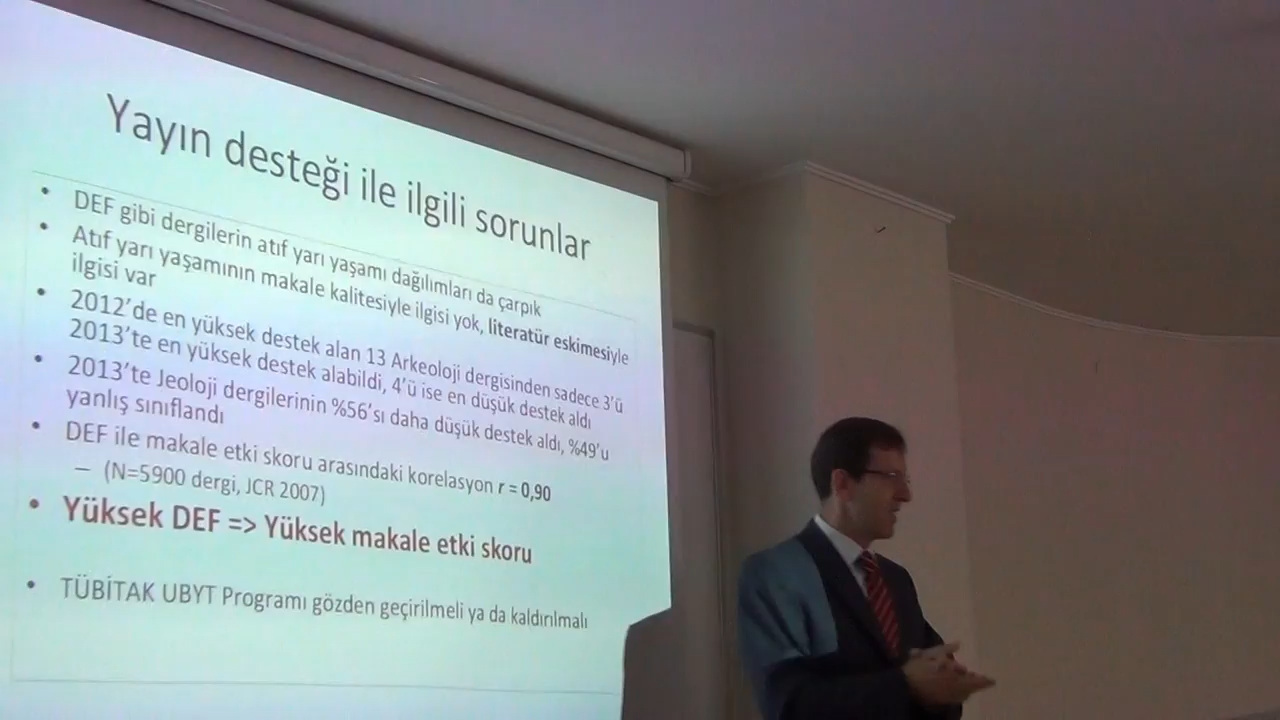 Yayın desteği ile ilgili sorunlar
• DEF gibi dergilerin atıf yarı yaşamı dağılımları da çarpık
• Atıf yarı yaşamının makale kalitesiyle ilgisi yok, literatür eskimesiyle
ilgisi var
• 2012’de en yüksek destek alan 13 Arkeoloji dergisinden sadece 3’ü
2013’te en yüksek destek alabildi, 4’ü ise en düşük destek aldı
• 2013’te Jeoloji dergilerinin %56’sı daha düşük destek aldı, %49’u
yanlış sınıflandı
• DEF ile makale etki skoru arasındaki korelasyon r = 0,90
– (N=5900 dergi, JCR 2007)
• Yüksek DEF => Yüksek makale etki skoru
• TÜBİTAK UBYT Programı gözden geçirilmeli ya da kaldırılmalı